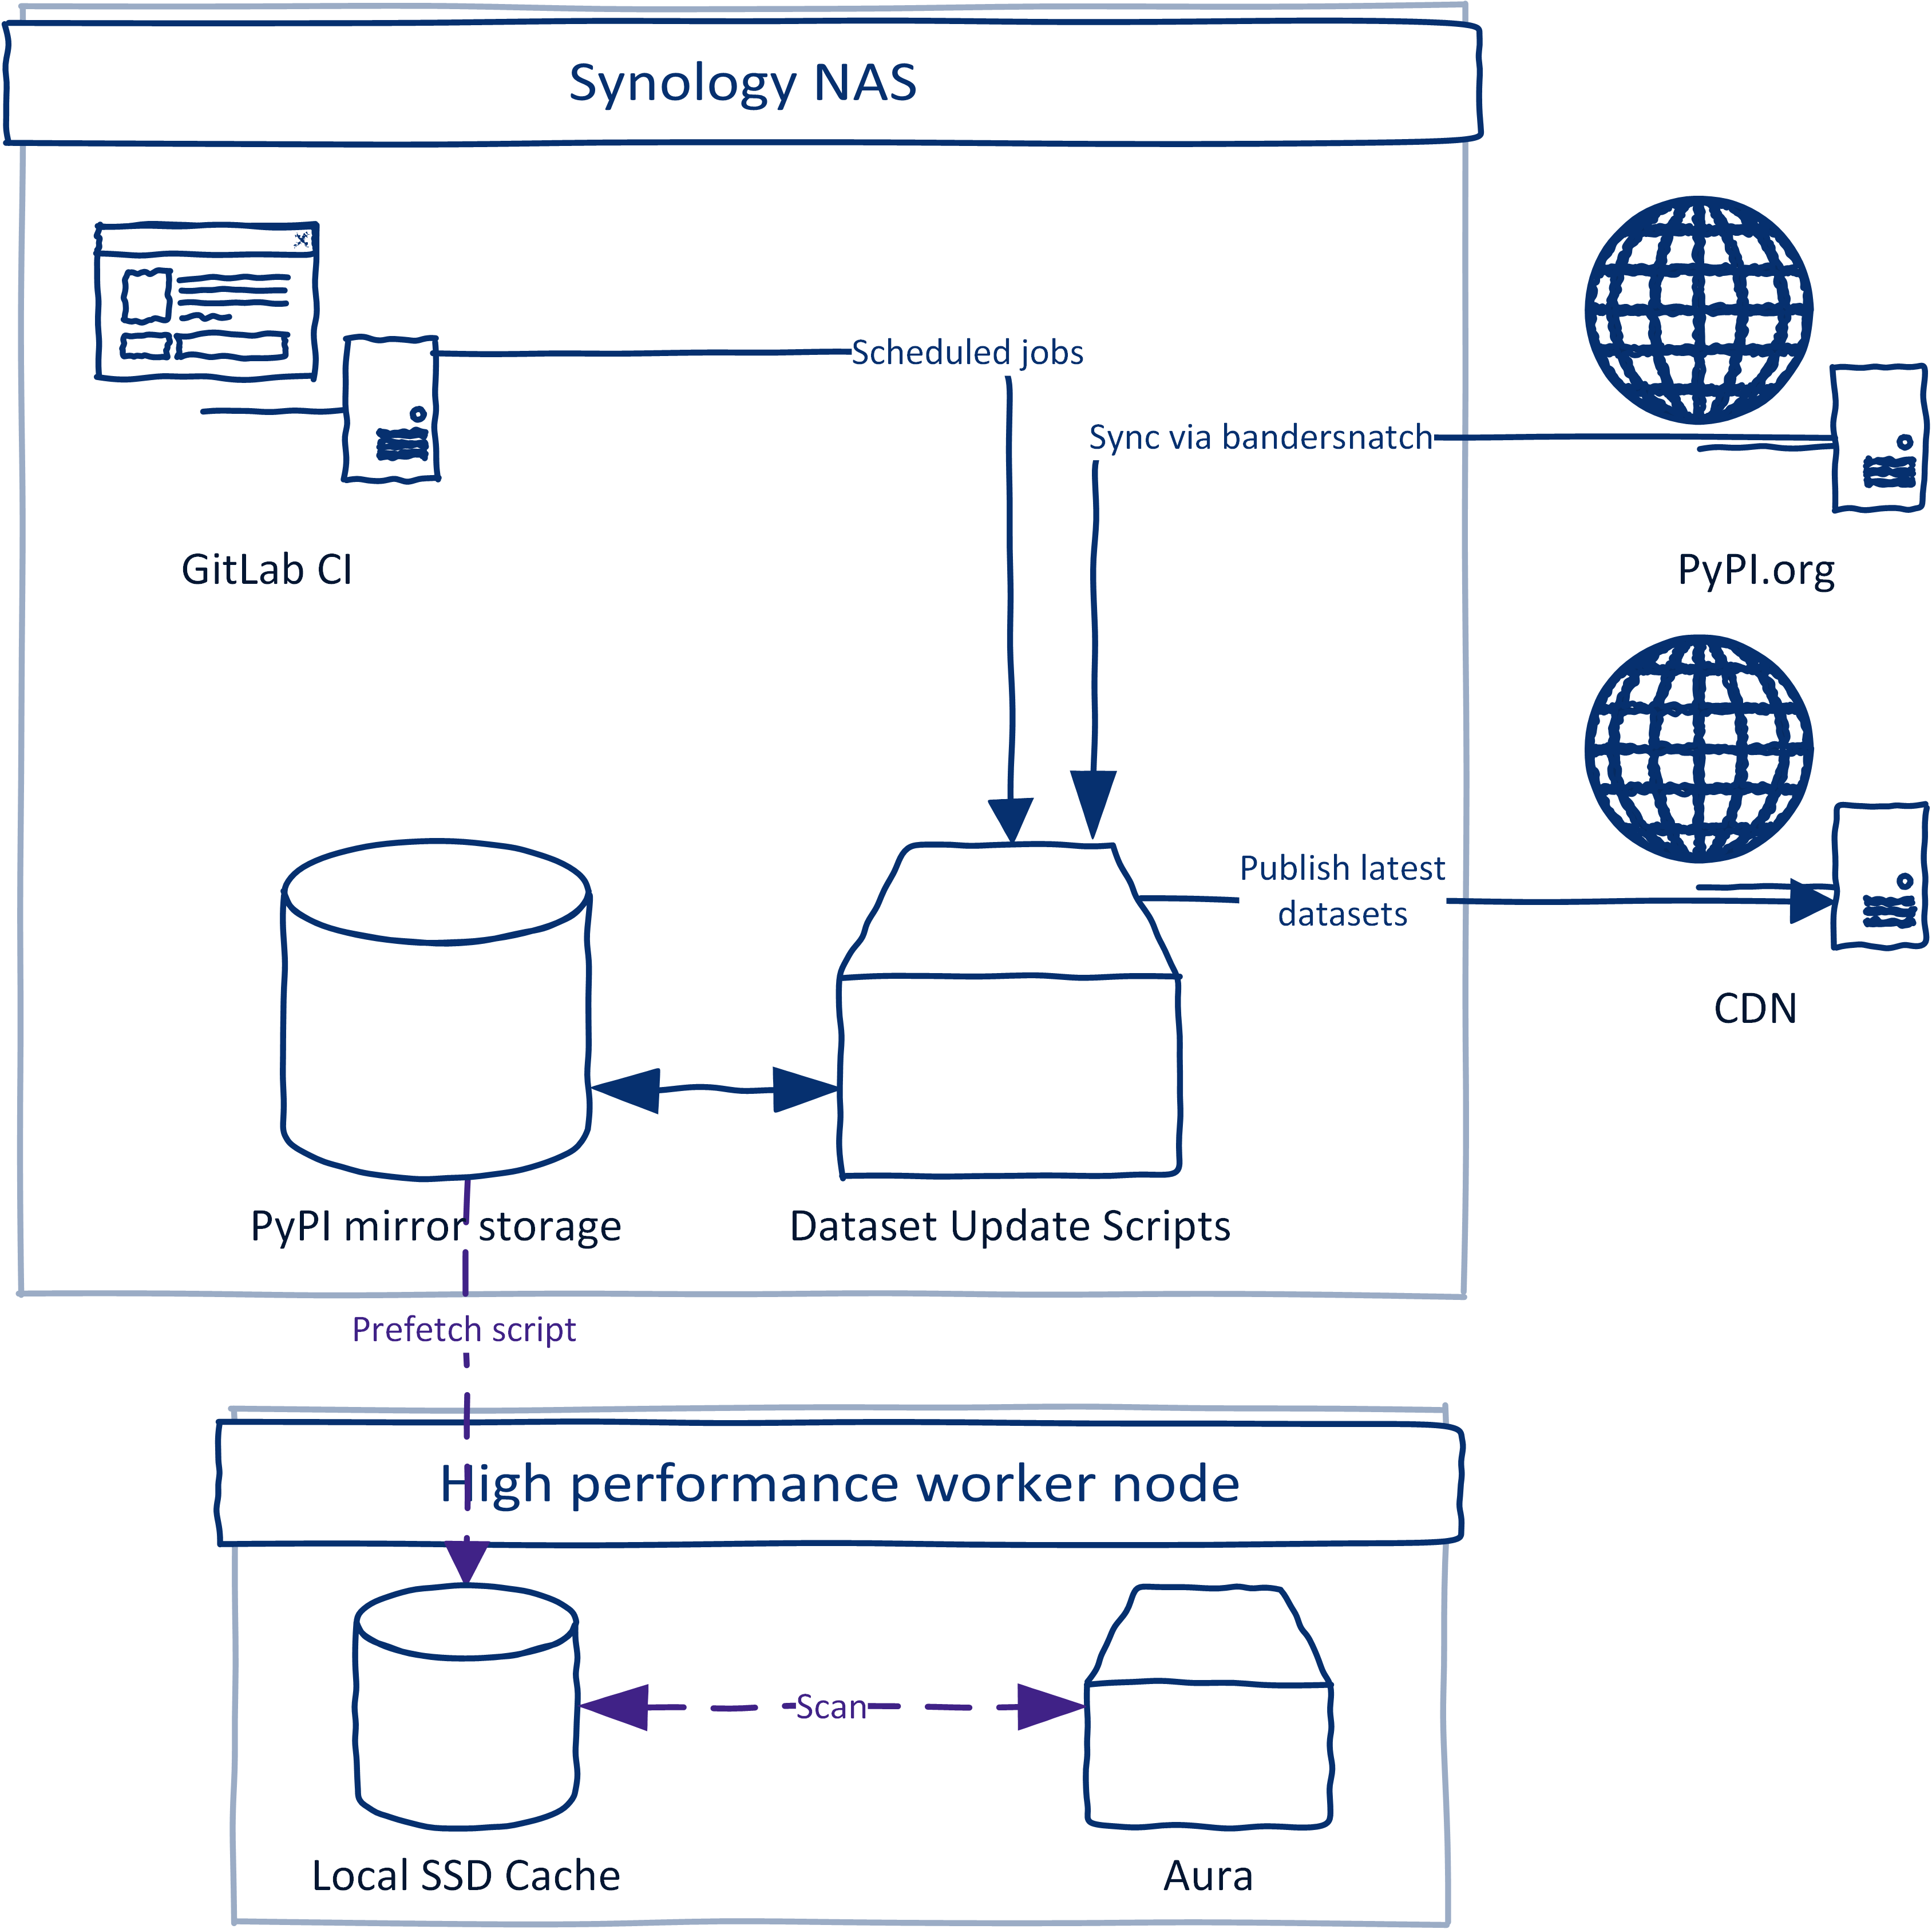 Synology NAS
Scheduled jobs
Sync via bandersnatch
GitLab CI
PyPI.org
Publish latest
datasets
CDN
PyPI mirror storage
Dataset Update Scripts
Prefetch script
High performance worker node
Scan
Local SSD Cache
Aura